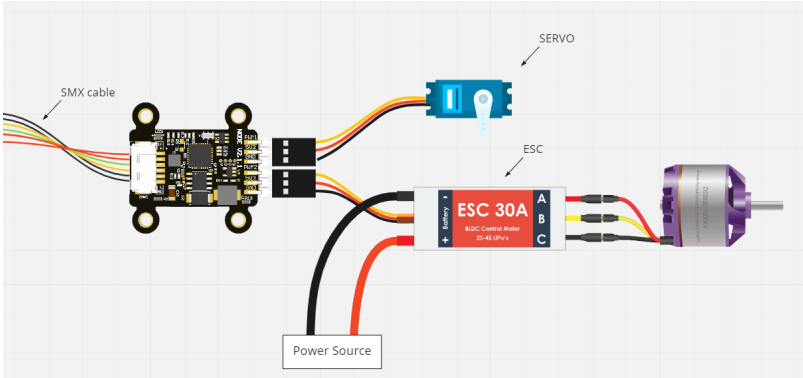 SERVO
SMX cable
ESC
Battery
- 
+
ESC 30A
BLDC Control Motor
2S-4S LiPo's
A
B
C
Power Source